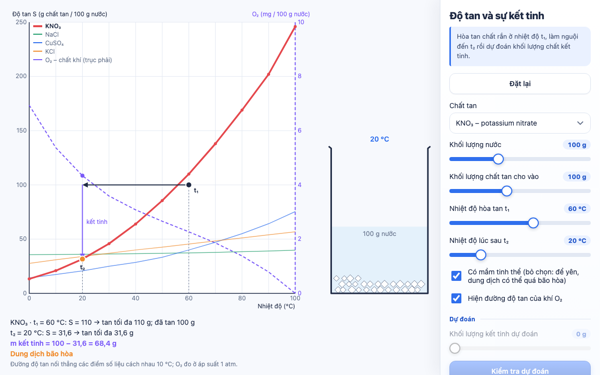 Độ tan S (g chất tan / 100 g nước)
O₂ (mg / 100 g nước)
250
200
150
100
50
0
10
8
6
4
2
0
KNO₃
NaCl
CuSO₄
KCl
O₂ – chất khí (trục phải)
t₁
kết tinh
t₂
0
20
40
60
80
100
Nhiệt độ (°C)
20 °C
100 g nước
KNO₃ · t₁ = 60 °C: S = 110 → tan tối đa 110 g; đã tan 100 g
t₂ = 20 °C: S = 31,6 → tan tối đa 31,6 g
m kết tinh = 100 − 31,6 = 68,4 g
Dung dịch bão hòa
Đường độ tan nối thẳng các điểm số liệu cách nhau 10 °C; O₂ đo ở áp suất 1 atm.
Độ tan và sự kết tinh
Hòa tan chất rắn ở nhiệt độ t₁, làm nguội
đến t₂ rồi dự đoán khối lượng chất kết
tinh.
Đặt lại
Chất tan
KNO₃ – potassium nitrate
Khối lượng nước
100 g
Khối lượng chất tan cho vào
100 g
Nhiệt độ hòa tan t₁
60 °C
Nhiệt độ lúc sau t₂
20 °C
Có mầm tinh thể (bỏ chọn: để yên,
dung dịch có thể quá bão hòa)
Hiện đường độ tan của khí O₂
Dự đoán
Khối lượng kết tinh dự đoán
0 g
Kiểm tra dự đoán